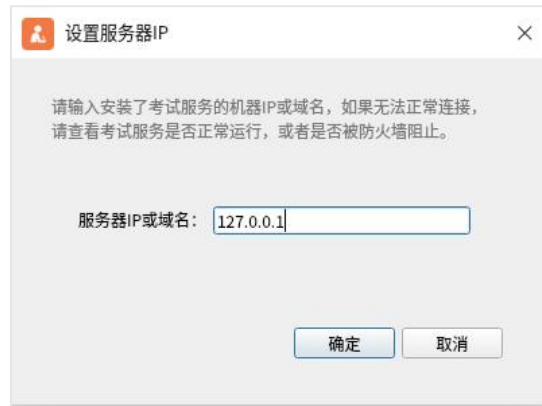 设置服务器IP
请输入安装了考试服务的机器IP或域名，如果无法正常连接，
请查看考试服务是否正常运行，或者是否被防火墙阻止。
服务器IP或域名： 127.0.0.1
确定 取消